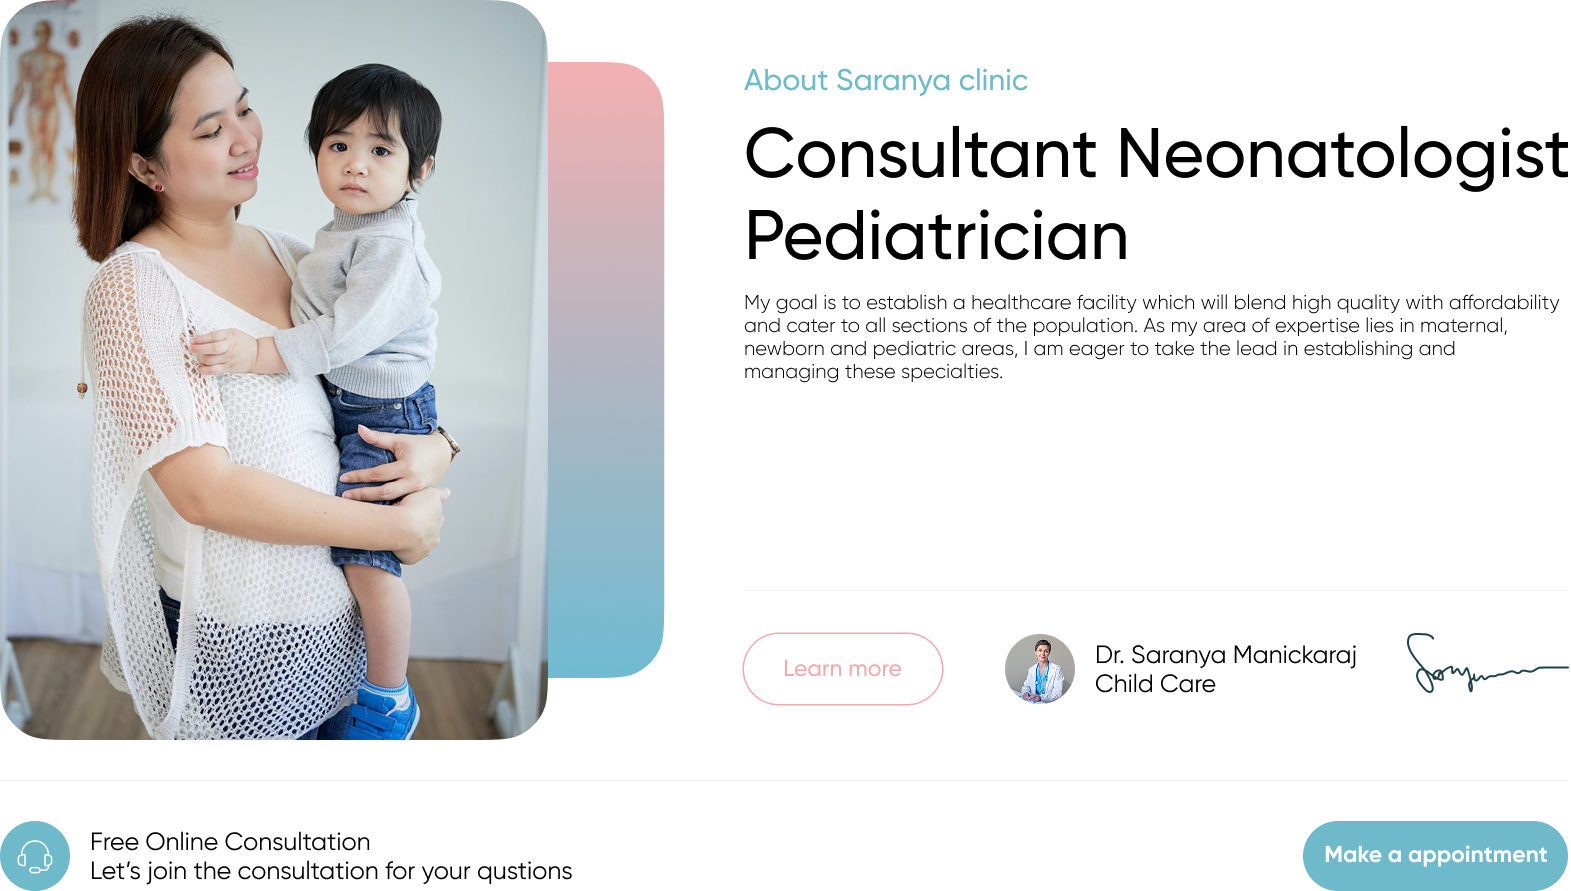 About Saranya clinic
Consultant Neonatologist
Pediatrician
My goal is to establish a healthcare facility which will blend high quality with affordability
and cater to all sections of the population. As my area of expertise lies in maternal,
newborn and pediatric areas, I am eager to take the lead in establishing and
managing these specialties.
Learn more
Dr. Saranya Manickaraj
Child Care
Free Online Consultation
Let’s join the consultation for your qustions
Make a appointment